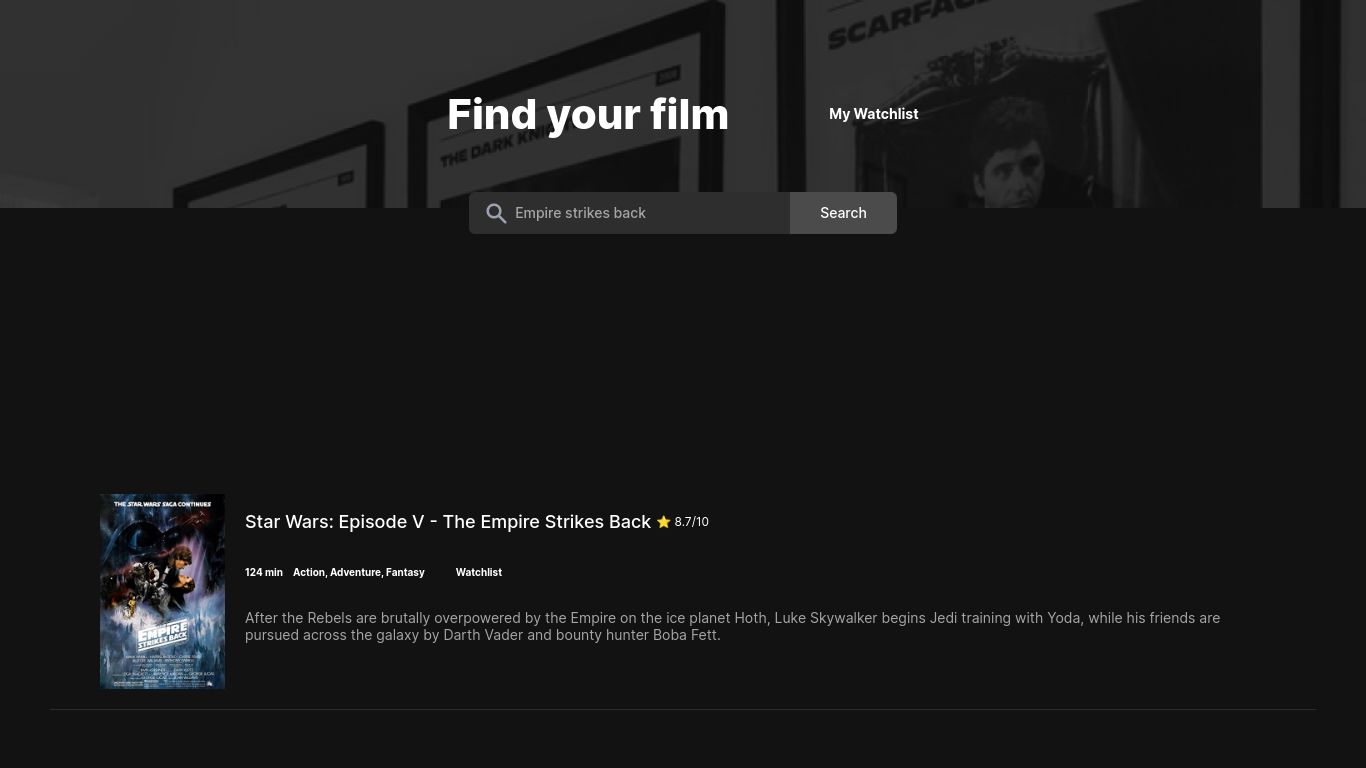 SCARFACE
2008
Find your film
My Watchlist
THE DARK KNIGHT
Empire strikes back
Search
THE STAR WARS SAGA CONTINUES
Star Wars: Episode V - The Empire Strikes Back ⭐ 8.7/10
124 min Action, Adventure, Fantasy Watchlist
After the Rebels are brutally overpowered by the Empire on the ice planet Hoth, Luke Skywalker begins Jedi training with Yoda, while his friends are
pursued across the galaxy by Darth Vader and bounty hunter Boba Fett.
EMPIRE
STRIKES BACK